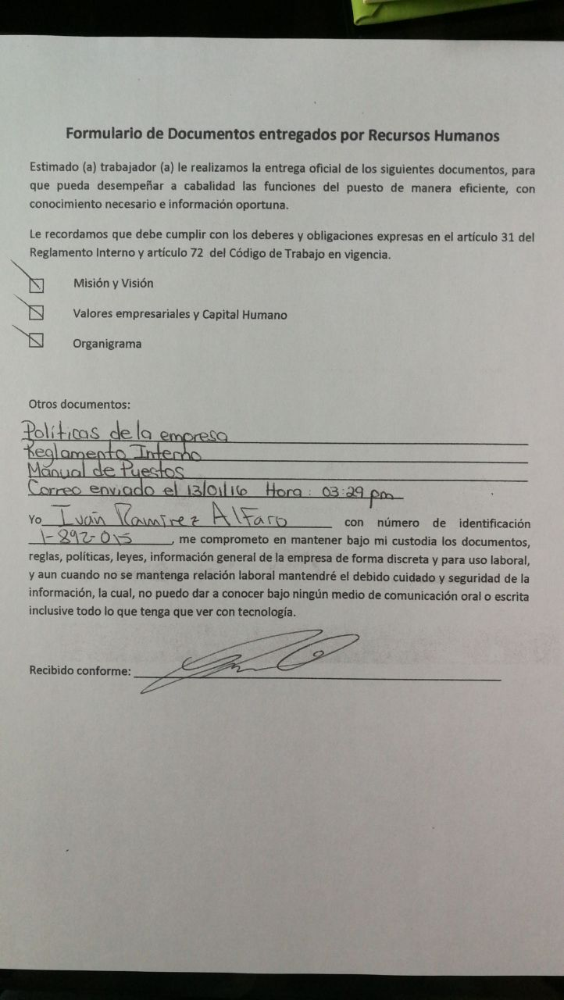 Formulario de Documentos entregados por Recursos Humanos
Estimado (a) trabajador (a) le realizamos la entrega oficial de los siguientes documentos, para
que pueda desempeñar a cabalidad las funciones del puesto de manera eficiente, con
conocimiento necesario e información oportuna.
Le recordamos que debe cumplir con los deberes y obligaciones expresas en el artículo 31 del
Reglamento Interno y artículo 72 del Código de Trabajo en vigencia.
Misión y Visión
Valores empresariales y Capital Humano
Organigrama
Otros documentos:
Políticas de la empresa
Reglamento Interno
Manual de Puestos
Correo enviado el 13/01/16 Hora: 03:29 pm
Yo Iván Ramírez Alfaro con número de identificación
1-892-015, me comprometo en mantener bajo mi custodia los documentos,
reglas, políticas, leyes, información general de la empresa de forma discreta y para uso laboral,
y aun cuando no se mantenga relación laboral mantendré el debido cuidado y seguridad de la
información, la cual, no puedo dar a conocer bajo ningún medio de comunicación oral o escrita
inclusive todo lo que tenga que ver con tecnología.
Recibido conforme: